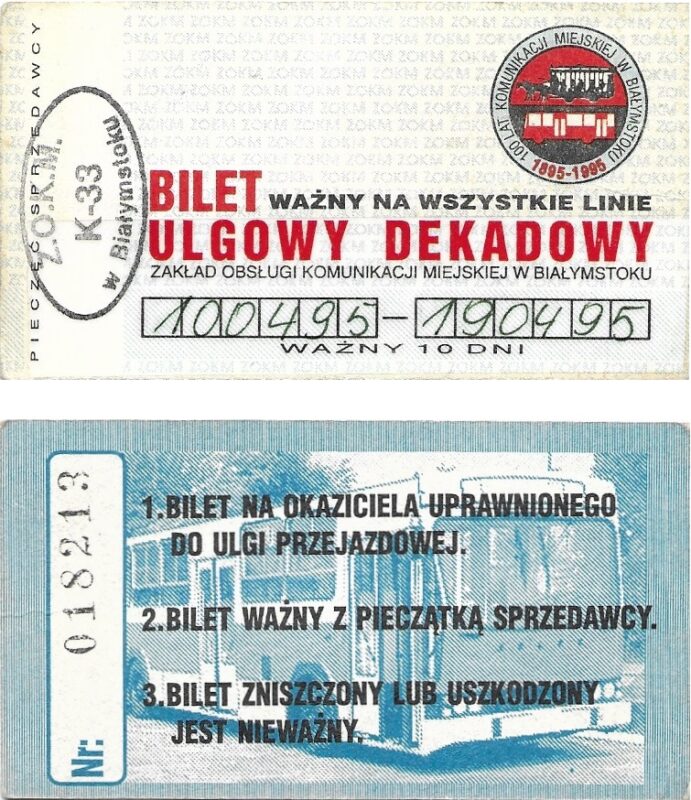 PIECZĘĆ SPRZEDAWCY
Z.O.K.M.
K-33
w Białymstoku
100 LAT KOMUNIKACJI MIEJSKIEJ W BIAŁYMSTOKU
1895-1995
BILET WAŻNY NA WSZYSTKIE LINIE
ULGOWY DEKADOWY
ZAKŁAD OBSŁUGI KOMUNIKACJI MIEJSKIEJ W BIAŁYMSTOKU
100495-190495
WAŻNY 10 DNI
Nr: 018213
1.BILET NA OKAZICIELA UPRAWNIONEGO
DO ULGI PRZEJAZDOWEJ.
2.BILET WAŻNY Z PIECZĄTKĄ SPRZEDAWCY.
3.BILET ZNISZCZONY LUB USZKODZONY
JEST NIEWAŻNY.